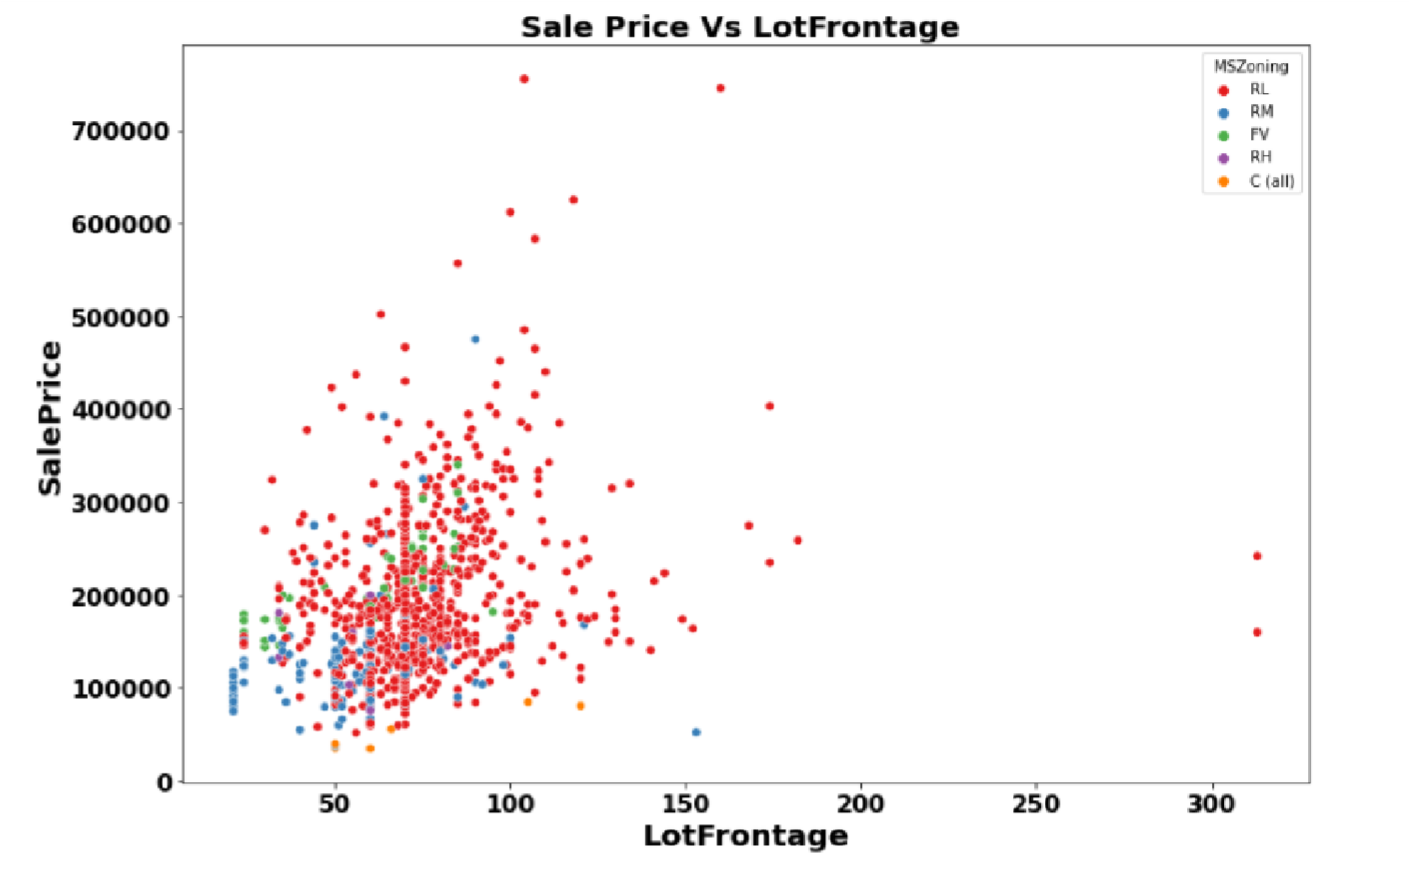 Sale Price Vs LotFrontage
MSZoning
RL
RM
FV
RH
C (all)
700000
600000
500000
400000
300000
200000
100000
0
SalePrice
50 100 150 200 250 300
LotFrontage